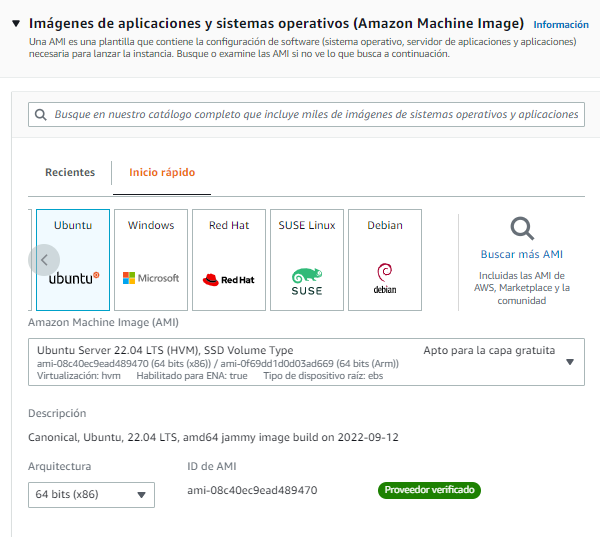 Imágenes de aplicaciones y sistemas operativos (Amazon Machine Image) Información
Una AMI es una plantilla que contiene la configuración de software (sistema operativo, servidor de aplicaciones y aplicaciones)
necesaria para lanzar la instancia. Busque o examine las AMI si no ve lo que busca a continuación.
Busque en nuestro catálogo completo que incluye miles de imágenes de sistemas operativos y aplicaciones
Recientes Inicio rápido
Ubuntu Windows Red Hat SUSE Linux Debian
ubuntu Microsoft Red Hat SUSE debian
Buscar más AMI
Incluidas las AMI de
AWS, Marketplace y la
comunidad
Amazon Machine Image (AMI)
Ubuntu Server 22.04 LTS (HVM), SSD Volume Type Apto para la capa gratuita
ami-08c40ec9ead489470 (64 bits (x86)) / ami-0f69dd1d0d03ad669 (64 bits (Arm))
Virtualización: hvm Habilitado para ENA: true Tipo de dispositivo raíz: ebs
Descripción
Canonical, Ubuntu, 22.04 LTS, amd64 jammy image build on 2022-09-12
Arquitectura ID de AMI
64 bits (x86) ami-08c40ec9ead489470 Proveedor verificado